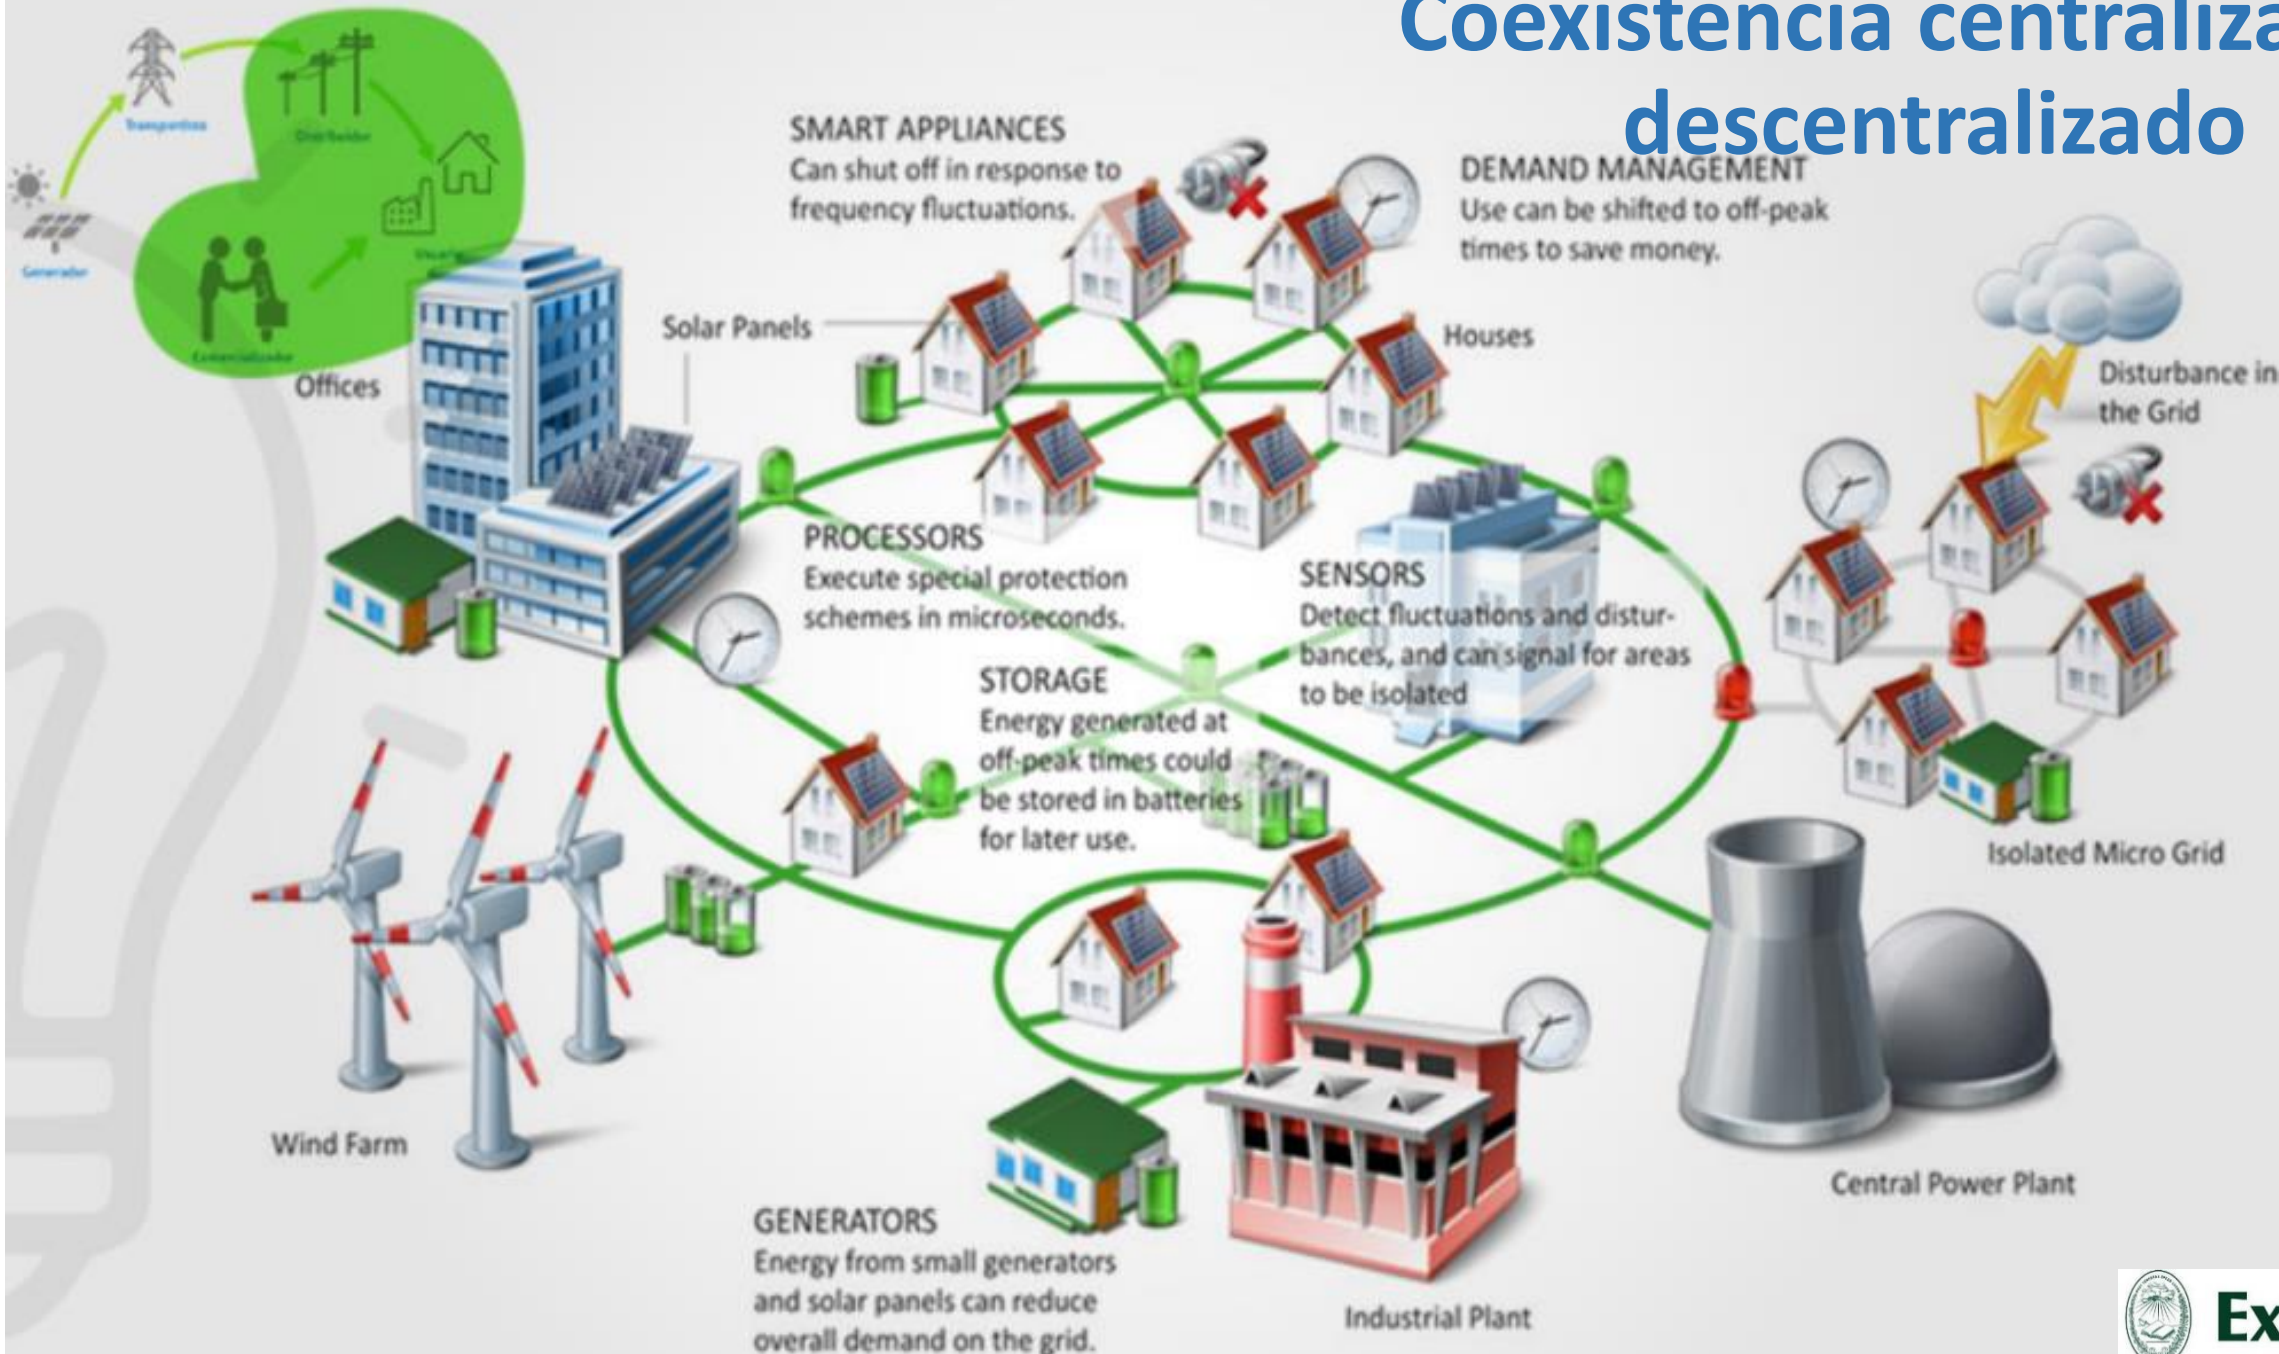 Coexistencia centraliza
descentralizado
Transportista
Distribuidor
Generador
Comercializador
SMART APPLIANCES
Can shut off in response to
frequency fluctuations.
DEMAND MANAGEMENT
Use can be shifted to off-peak
times to save money.
Solar Panels
Houses
Offices
Disturbance in
the Grid
PROCESSORS
Execute special protection
schemes in microseconds.
SENSORS
Detect fluctuations and distur-
bances, and can signal for areas
to be isolated
STORAGE
Energy generated at
off-peak times could
be stored in batteries
for later use.
Isolated Micro Grid
Wind Farm
Central Power Plant
GENERATORS
Energy from small generators
and solar panels can reduce
overall demand on the grid.
Industrial Plant
Ex